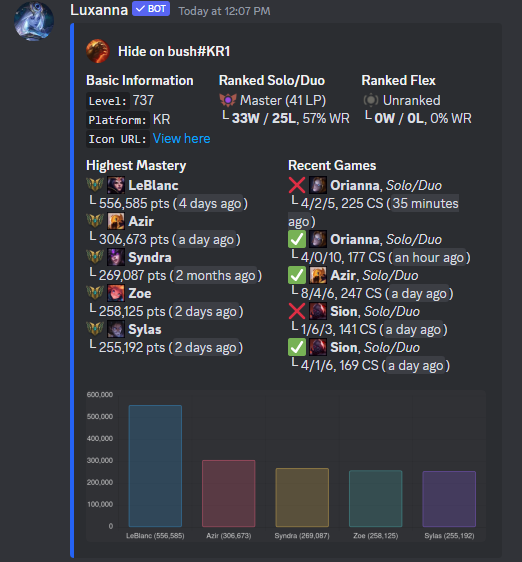 Luxanna ✓ BOT Today at 12:07 PM
Hide on bush#KR1
Basic Information
Level: 737
Platform: KR
Icon URL: View here
Ranked Solo/Duo
Master (41 LP)
└ 33W / 25L, 57% WR
Ranked Flex
Unranked
└ 0W / 0L, 0% WR
Highest Mastery
LeBlanc
└ 556,585 pts (4 days ago)
Azir
└ 306,673 pts (a day ago)
Syndra
└ 269,087 pts (2 months ago)
Zoe
└ 258,125 pts (2 days ago)
Sylas
└ 255,192 pts (2 days ago)
Recent Games
Orianna, Solo/Duo
└ 4/2/5, 225 CS (35 minutes
ago)
Orianna, Solo/Duo
└ 4/0/10, 177 CS (an hour ago)
Azir, Solo/Duo
└ 8/4/6, 247 CS (a day ago)
Sion, Solo/Duo
└ 1/6/3, 141 CS (a day ago)
Sion, Solo/Duo
└ 4/1/6, 169 CS (a day ago)
600,000
500,000
400,000
300,000
200,000
100,000
0
LeBlanc (556,585) Azir (306,673) Syndra (269,087) Zoe (258,125) Sylas (255,192)